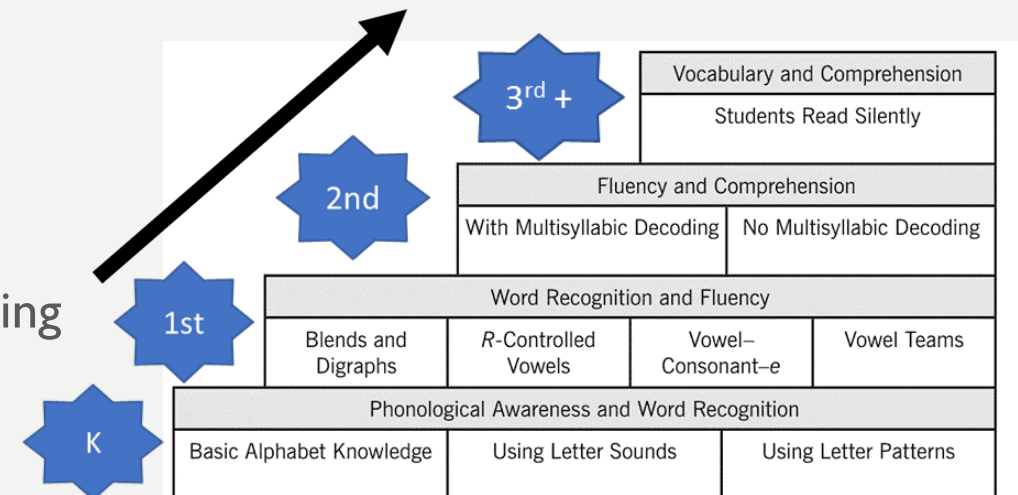 3rd +
Vocabulary and Comprehension
Students Read Silently
2nd
Fluency and Comprehension
With Multisyllabic Decoding
No Multisyllabic Decoding
ing
1st
Word Recognition and Fluency
Blends and
Digraphs
R-Controlled
Vowels
Vowel–
Consonant–e
Vowel Teams
K
Phonological Awareness and Word Recognition
Basic Alphabet Knowledge
Using Letter Sounds
Using Letter Patterns